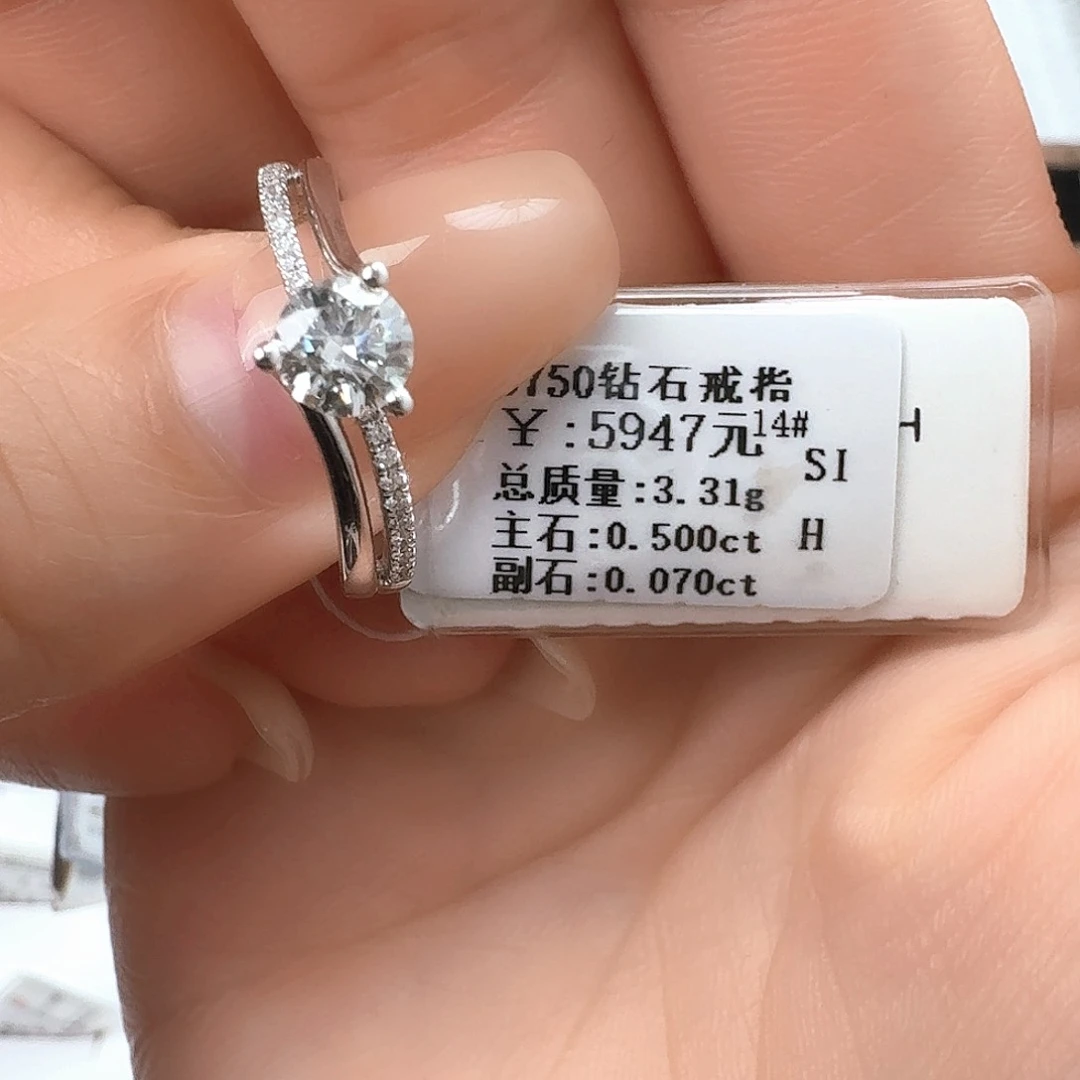 750钻石戒指
￥:5947元14#
SI
总质量:3.31g
主石:0.500ct H
副石:0.070ct